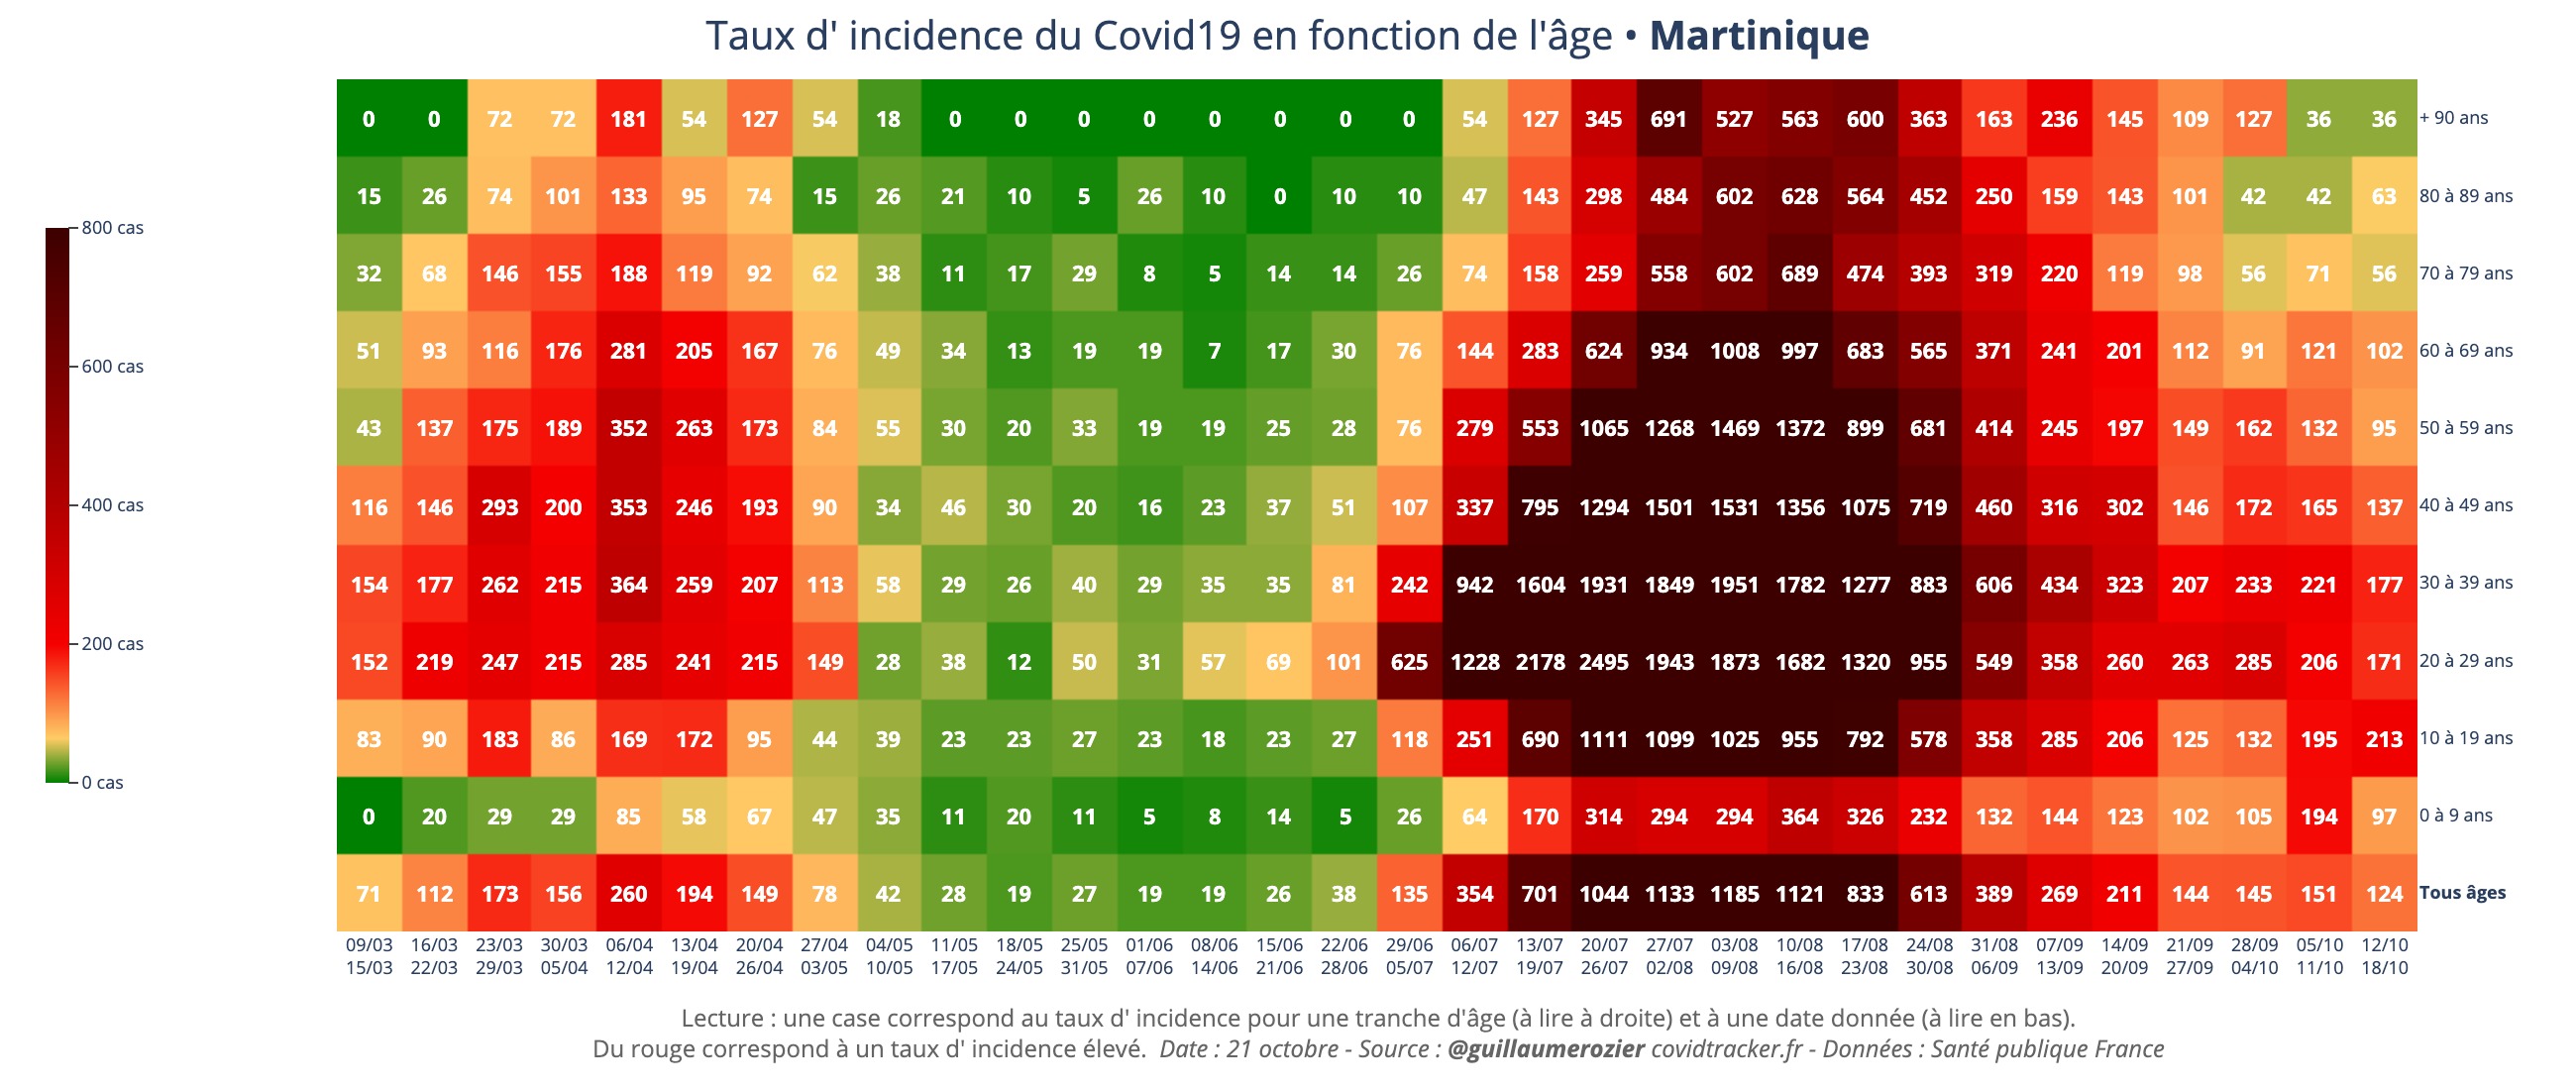 Taux d' incidence du Covid19 en fonction de l'âge • Martinique
0 0 72 72 181 54 127 54 18 0 0 0 0 0 0 0 0 54 127 345 691 527 563 600 363 163 236 145 109 127 36 36 + 90 ans
15 26 74 101 133 95 74 15 26 21 10 5 26 10 0 10 10 47 143 298 484 602 628 564 452 250 159 143 101 42 42 63 80 à 89 ans
800 cas
32 68 146 155 188 119 92 62 38 11 17 29 8 5 14 14 26 74 158 259 558 602 689 474 393 319 220 119 98 56 71 56 70 à 79 ans
51 93 116 176 281 205 167 76 49 34 13 19 19 7 17 30 76 144 283 624 934 1008 997 683 565 371 241 201 112 91 121 102 60 à 69 ans
600 cas
43 137 175 189 352 263 173 84 55 30 20 33 19 19 25 28 76 279 553 1065 1268 1469 1372 899 681 414 245 197 149 162 132 95 50 à 59 ans
400 cas
116 146 293 200 353 246 193 90 34 46 30 20 16 23 37 51 107 337 795 1294 1501 1531 1356 1075 719 460 316 302 146 172 165 137 40 à 49 ans
154 177 262 215 364 259 207 113 58 29 26 40 29 35 35 81 242 942 1604 1931 1849 1951 1782 1277 883 606 434 323 207 233 221 177 30 à 39 ans
200 cas
152 219 247 215 285 241 215 149 28 38 12 50 31 57 69 101 625 1228 2178 2495 1943 1873 1682 1320 955 549 358 260 263 285 206 171 20 à 29 ans
83 90 183 86 169 172 95 44 39 23 23 27 23 18 23 27 118 251 690 1111 1099 1025 955 792 578 358 285 206 125 132 195 213 10 à 19 ans
0 cas
0 20 29 29 85 58 67 47 35 11 20 11 5 8 14 5 26 64 170 314 294 294 364 326 232 132 144 123 102 105 194 97 0 à 9 ans
71 112 173 156 260 194 149 78 42 28 19 27 19 19 26 38 135 354 701 1044 1133 1185 1121 833 613 389 269 211 144 145 151 124 Tous âges
09/03 16/03 23/03 30/03 06/04 13/04 20/04 27/04 04/05 11/05 18/05 25/05 01/06 08/06 15/06 22/06 29/06 06/07 13/07 20/07 27/07 03/08 10/08 17/08 24/08 31/08 07/09 14/09 21/09 28/09 05/10 12/10
15/03 22/03 29/03 05/04 12/04 19/04 26/04 03/05 10/05 17/05 24/05 31/05 07/06 14/06 21/06 28/06 05/07 12/07 19/07 26/07 02/08 09/08 16/08 23/08 30/08 06/09 13/09 20/09 27/09 04/10 11/10 18/10
Lecture : une case correspond au taux d' incidence pour une tranche d'âge (à lire à droite) et à une date donnée (à lire en bas).
Du rouge correspond à un taux d' incidence élevé. Date : 21 octobre - Source : @guillaumerozier covidtracker.fr - Données : Santé publique France